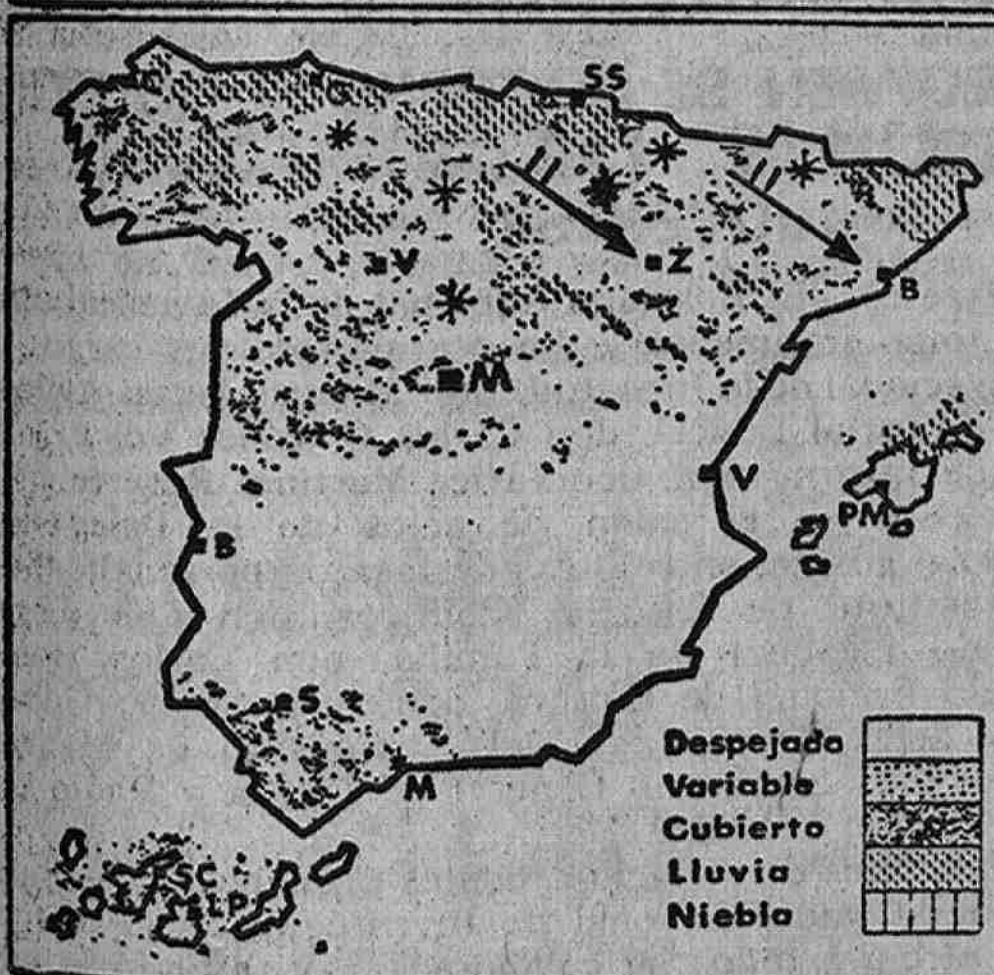 C
G
SS
V
Z
B
M
V
PM
B
S
M
SC
LP
Despejado
Variable
Cubierto
Lluvia
Niebla